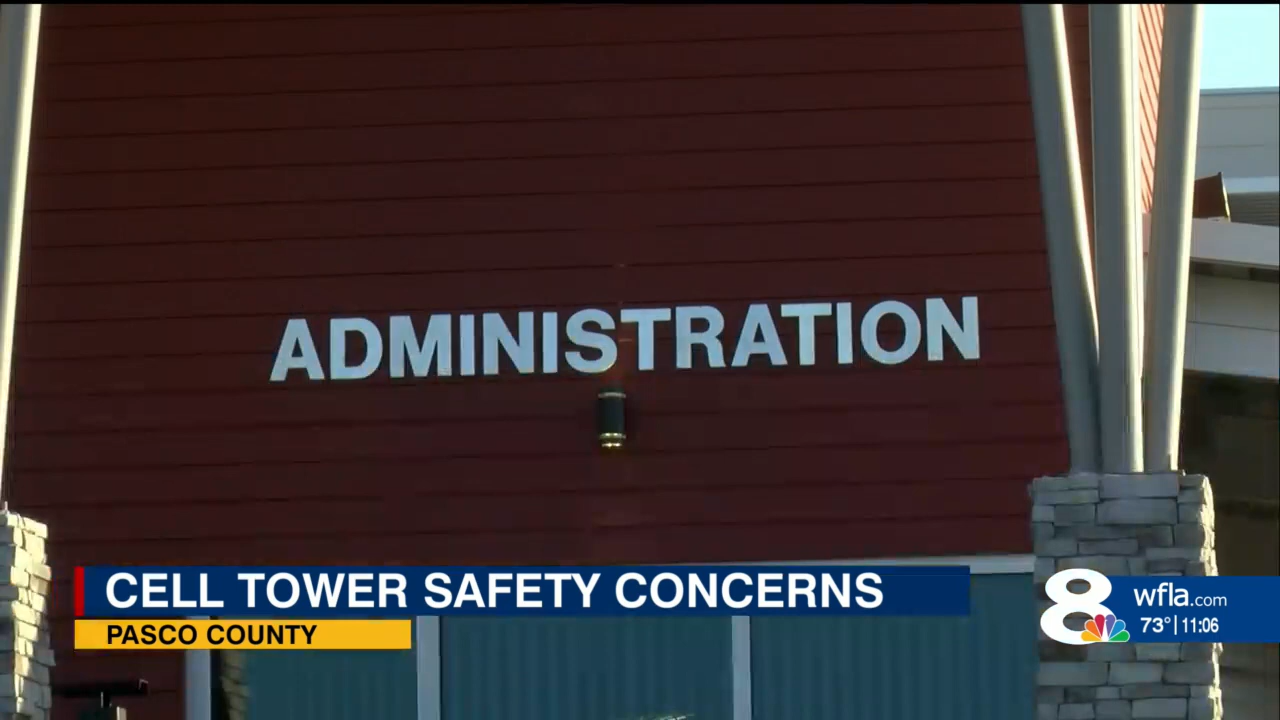 ADMINISTRATION
CELL TOWER SAFETY CONCERNS
PASCO COUNTY
8
wfla.com
73° | 11:06